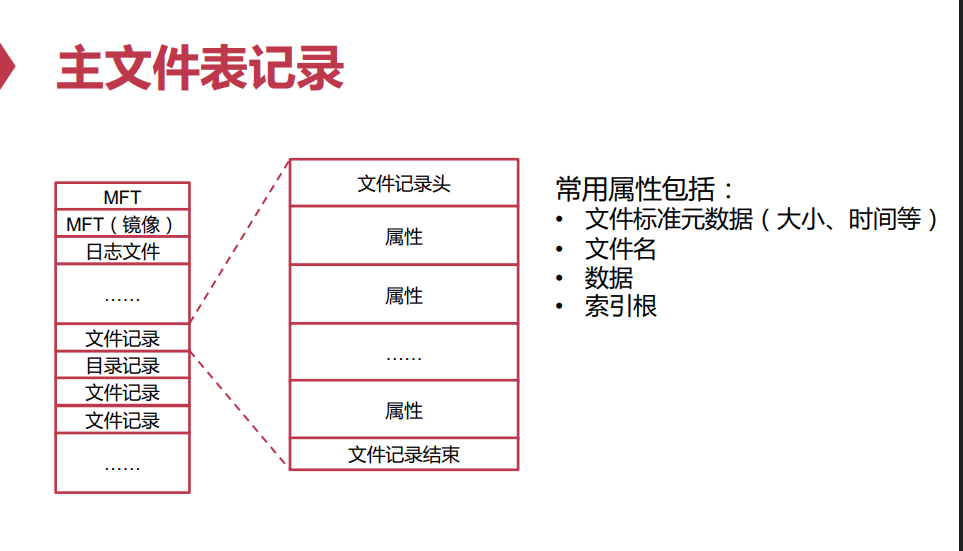 主文件表记录
MFT
MFT（镜像）
日志文件
……
文件记录
目录记录
文件记录
文件记录
……
文件记录头
属性
属性
……
属性
文件记录结束
常用属性包括：
• 文件标准元数据（大小、时间等）
• 文件名
• 数据
• 索引根